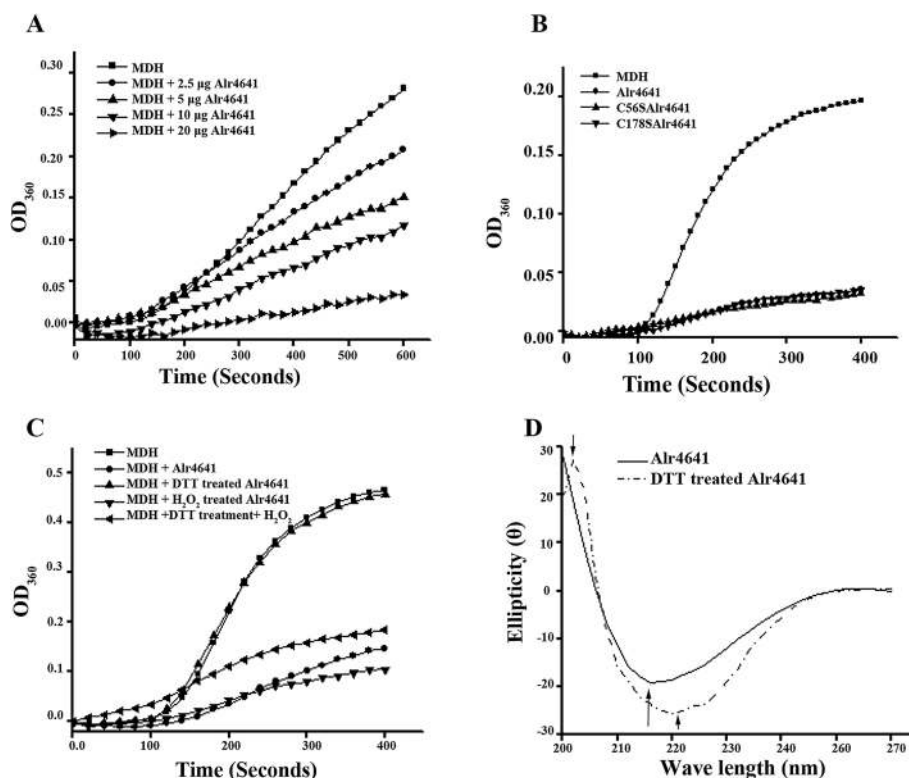 A
0.30
0.25
0.20
0.15
0.10
0.05
0.00
OD360
MDH
MDH + 2.5 µg Alr4641
MDH + 5 µg Alr4641
MDH + 10 µg Alr4641
MDH + 20 µg Alr4641
0 100 200 300 400 500 600
Time (Seconds)
B
0.20
0.15
0.10
0.05
0.00
OD360
MDH
Alr4641
C56SAlr4641
C178SAlr4641
0 100 200 300 400
Time (Seconds)
C
0.6
0.4
0.2
0.1
0.0
OD360
MDH
MDH + Alr4641
MDH + DTT treated Alr4641
MDH + H2O2 treated Alr4641
MDH +DTT treatment+ H2O2
0.0 100 200 300 400
Time (Seconds)
D
30
20
10
0
-10
-20
-30
Ellipticity (θ)
Alr4641
DTT treated Alr4641
200 210 220 230 240 250 260 270
Wave length (nm)